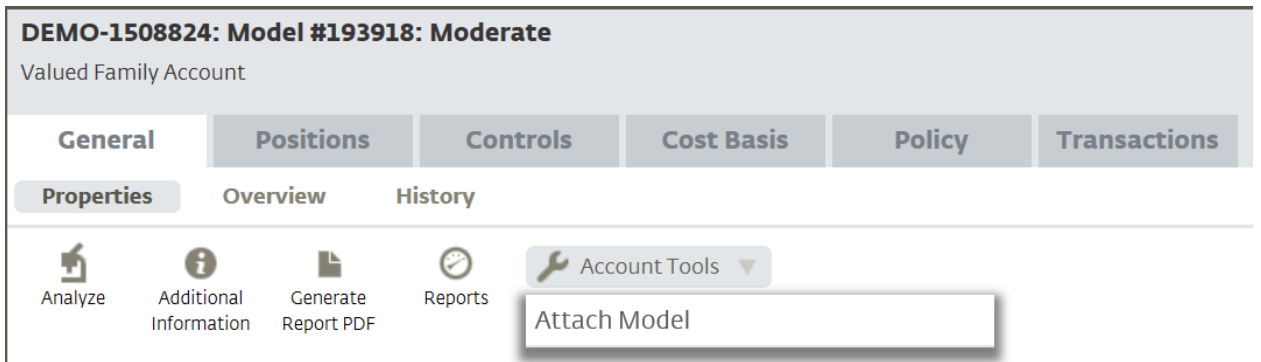 DEMO-1508824: Model #193918: Moderate
Valued Family Account
General Positions Controls Cost Basis Policy Transactions
Properties Overview History
Analyze
Additional
Information
Generate
Report PDF
Reports
Account Tools
Attach Model